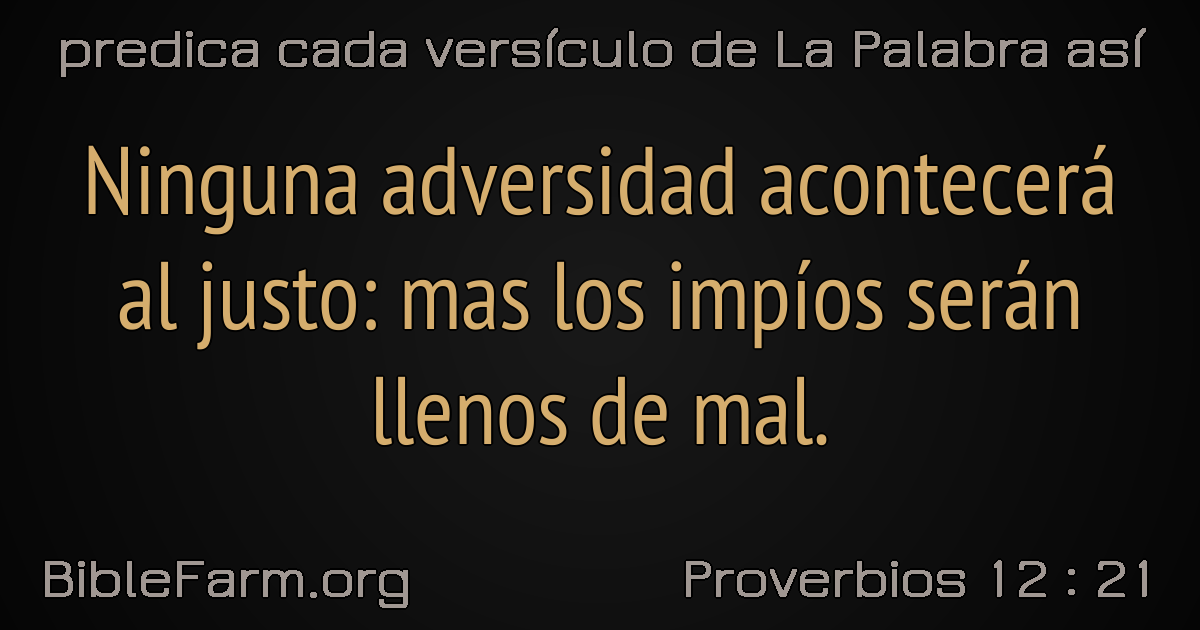 predica cada versículo de La Palabra así
Ninguna adversidad acontecerá
al justo: mas los impíos serán
llenos de mal.
BibleFarm.org
Proverbios 12 : 21